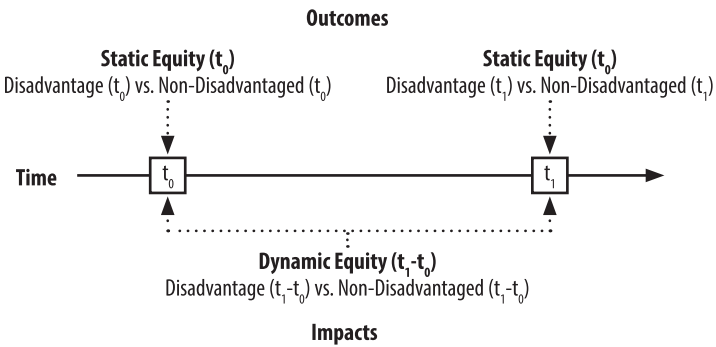 Outcomes
Static Equity (t₀)
Disadvantage (t₀) vs. Non-Disadvantaged (t₀)
Static Equity (t₀)
Disadvantage (t₁) vs. Non-Disadvantaged (t₁)
Time
t₀
t₁
Dynamic Equity (t₁-t₀)
Disadvantage (t₁-t₀) vs. Non-Disadvantaged (t₁-t₀)
Impacts